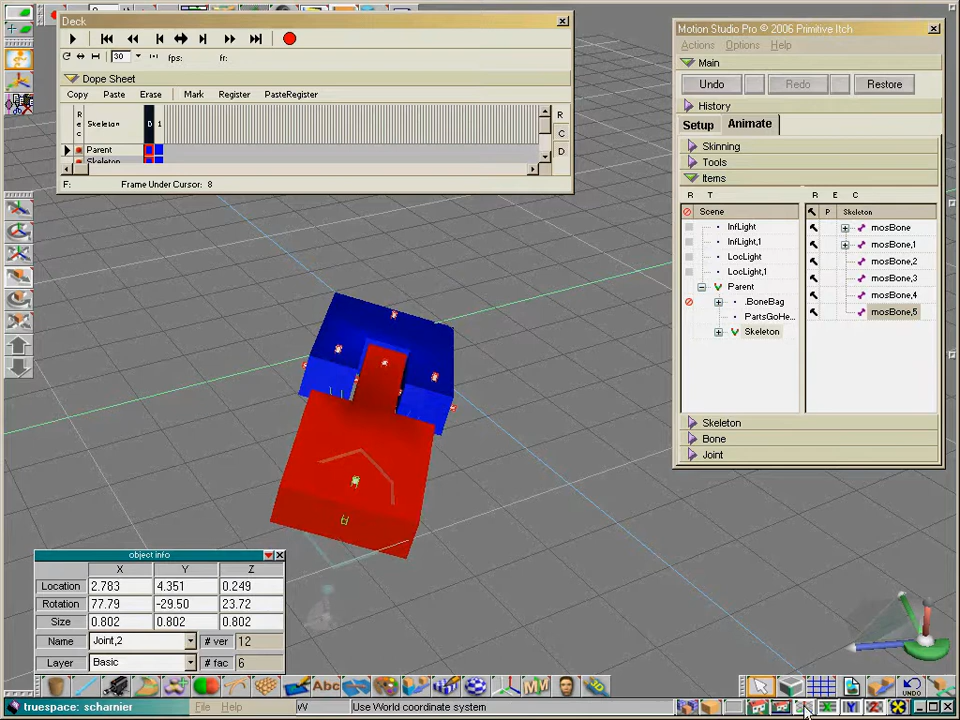 Deck
30 fps: fr:
Dope Sheet
Copy Paste Erase Mark Register PasteRegister
R e c Skeleton D 1 R
C
Parent D
Skeleton
F: Frame Under Cursor: 8
Motion Studio Pro © 2006 Primitive Itch
Actions Options Help
Main
Undo Redo Restore
History
Setup Animate
Skinning
Tools
Items
R T R E C
Scene P Skeleton
InfLight mosBone
InfLight,1 mosBone,1
LocLight mosBone,2
LocLight,1 mosBone,3
Parent mosBone,4
.BoneBag mosBone,5
PartsGoHe...
Skeleton
Skeleton
Bone
Joint
object info
X Y Z
Location 2.783 4.351 0.249
Rotation 77.79 -29.50 23.72
Size 0.802 0.802 0.802
Name Joint,2 # ver 12
Layer Basic # fac 6
Abc MV UNDO
truespace: scharnier File Help W Use World coordinate system X Y Z